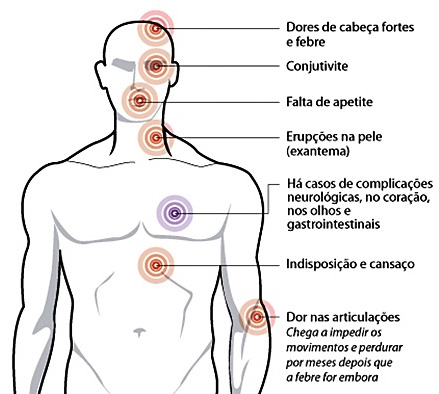 Dores de cabeça fortes
e febre
Conjutivite
Falta de apetite
Erupções na pele
(exantema)
Há casos de complicações
neurológicas, no coração,
nos olhos e
gastrointestinais
Indisposição e cansaço
Dor nas articulações
Chega a impedir os
movimentos e perdurar
por meses depois que
a febre for embora